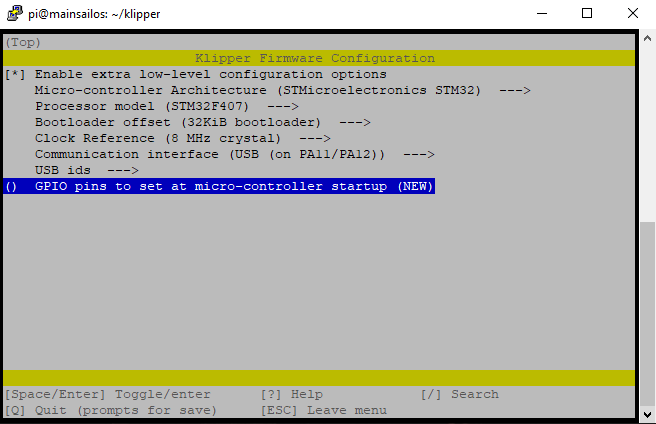 pi@mainsailos: ~/klipper
(Top)
Klipper Firmware Configuration
[*] Enable extra low-level configuration options
Micro-controller Architecture (STMicroelectronics STM32)  --->
Processor model (STM32F407)  --->
Bootloader offset (32KiB bootloader)  --->
Clock Reference (8 MHz crystal)  --->
Communication interface (USB (on PA11/PA12))  --->
USB ids  --->
()  GPIO pins to set at micro-controller startup (NEW)
[Space/Enter] Toggle/enter  [?] Help  [/] Search
[Q] Quit (prompts for save)  [ESC] Leave menu